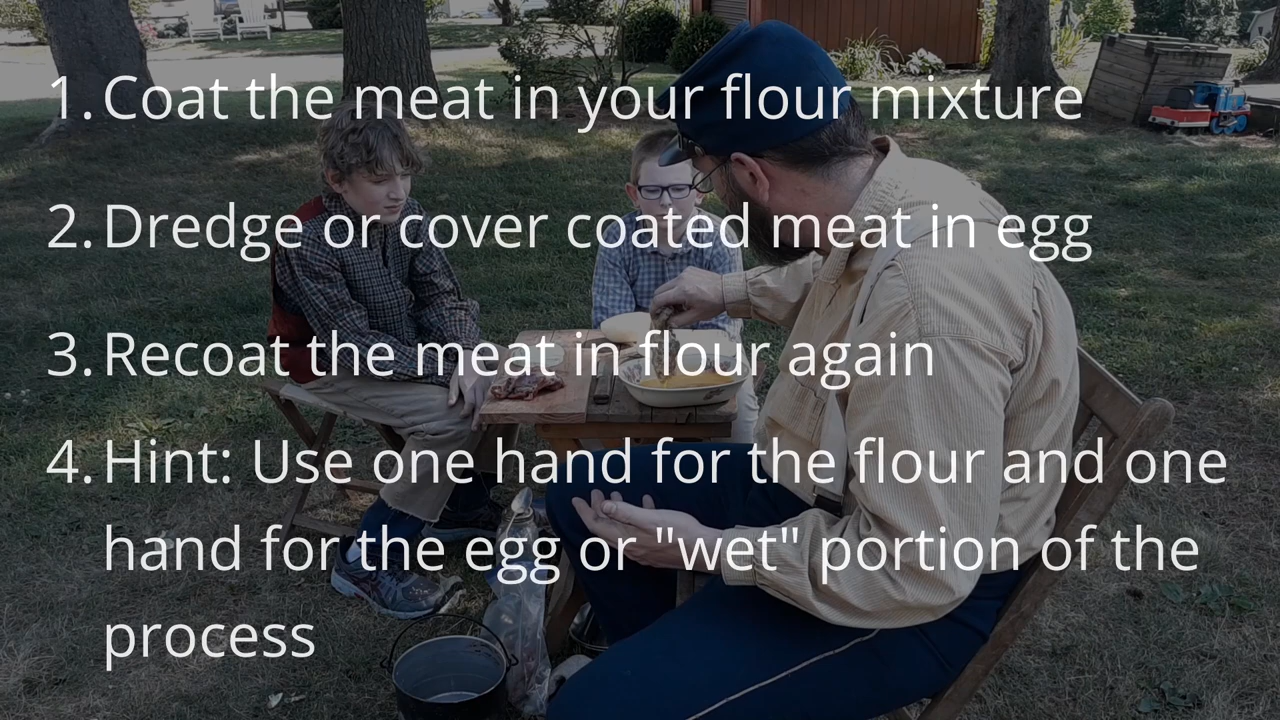 1. Coat the meat in your flour mixture
2. Dredge or cover coated meat in egg
3. Recoat the meat in flour again
4. Hint: Use one hand for the flour and one
hand for the egg or "wet" portion of the
process